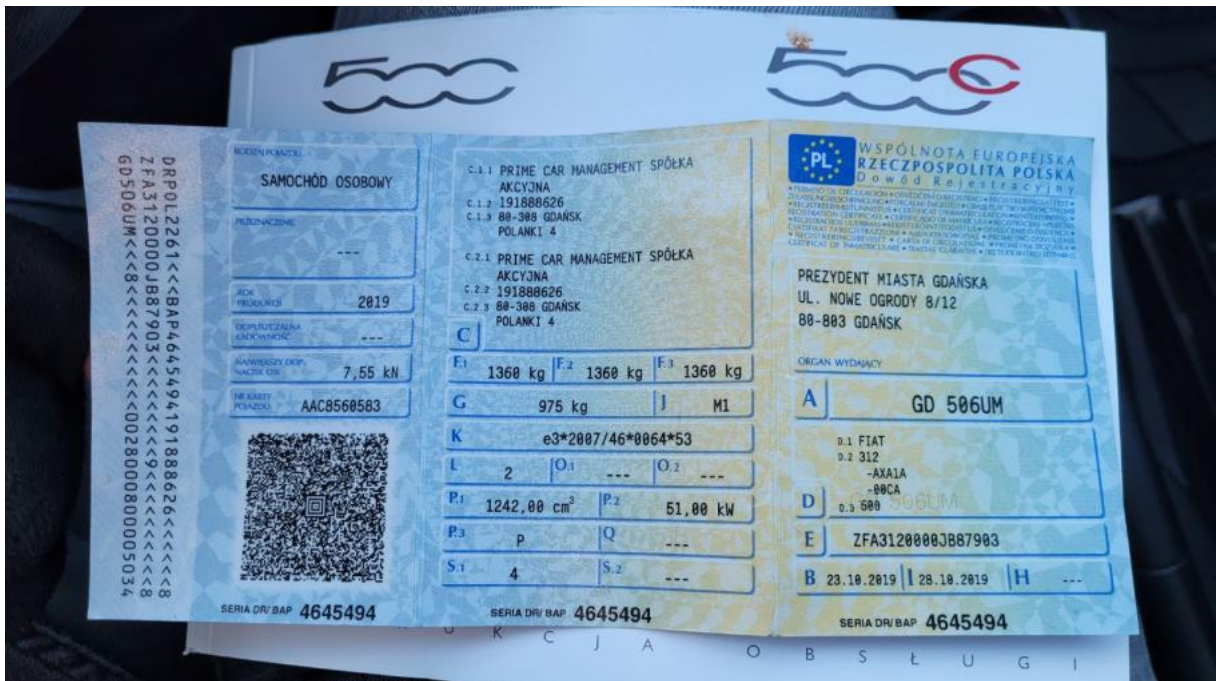 500
500C
DRPOL2261<<BAP4645494191888626<<<<<<8
ZFA3120000JB87903<<<<<<<9<<<<<<<<<<<8
RODZAJ POJAZDU
SAMOCHÓD OSOBOWY
PRZEZNACZENIE
---
ROK PRODUKCJI
2019
DOPUSZCZALNA ŁADOWNOŚĆ
---
NAJWIĘKSZY DOP. NACISK OSI
7,55 kN
NR KARTY POJAZDU
AAC8560583
SERIA DR/ BAP 4645494
C.1.1 PRIME CAR MANAGEMENT SPÓŁKA
AKCYJNA
C.1.2 191888626
C.1.3 80-308 GDAŃSK
POLANKI 4
C.2.1 PRIME CAR MANAGEMENT SPÓŁKA
AKCYJNA
C.2.2 191888626
C.2.3 80-308 GDAŃSK
POLANKI 4
C
F.1 1360 kg F.2 1360 kg F.3 1360 kg
G 975 kg J M1
K e3*2007/46*0064*53
L 2 O.1 --- O.2 ---
P.1 1242,00 cm³ P.2 51,00 kW
P.3 P Q ---
S.1 4 S.2 ---
SERIA DR/ BAP 4645494
PL
WSPÓLNOTA EUROPEJSKA
RZECZPOSPOLITA POLSKA
Dowód Rejestracyjny
PREZYDENT MIASTA GDAŃSKA
UL. NOWE OGRODY 8/12
80-803 GDAŃSK
ORGAN WYDAJĄCY
A GD 506UM
D.1 FIAT
D.2 312
-AXA1A
-00CA
D D.3 500
E ZFA3120000JB87903
B 23.10.2019 I 28.10.2019 H ---
SERIA DR/ BAP 4645494
UKCJA OBSŁUGI